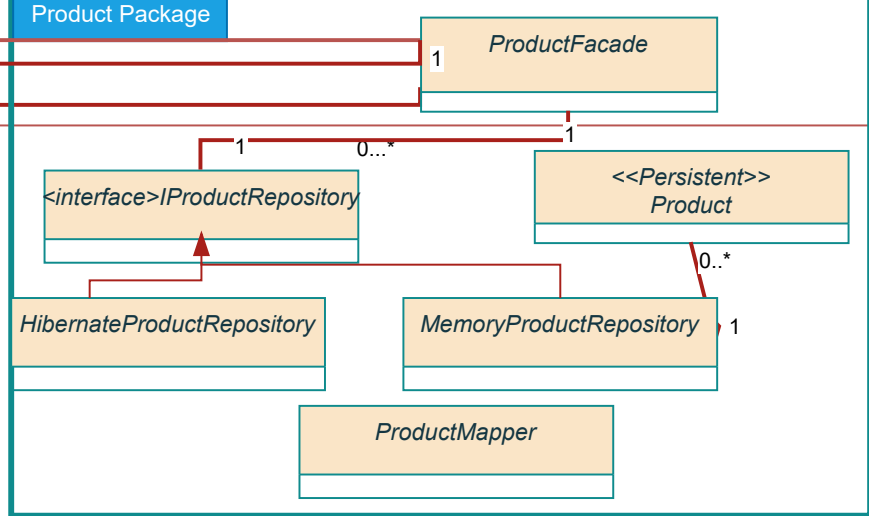 Product Package
ProductFacade
1
1
0...*
1
<interface>IProductRepository
<<Persistent>>
Product
0..*
HibernateProductRepository
MemoryProductRepository
1
ProductMapper